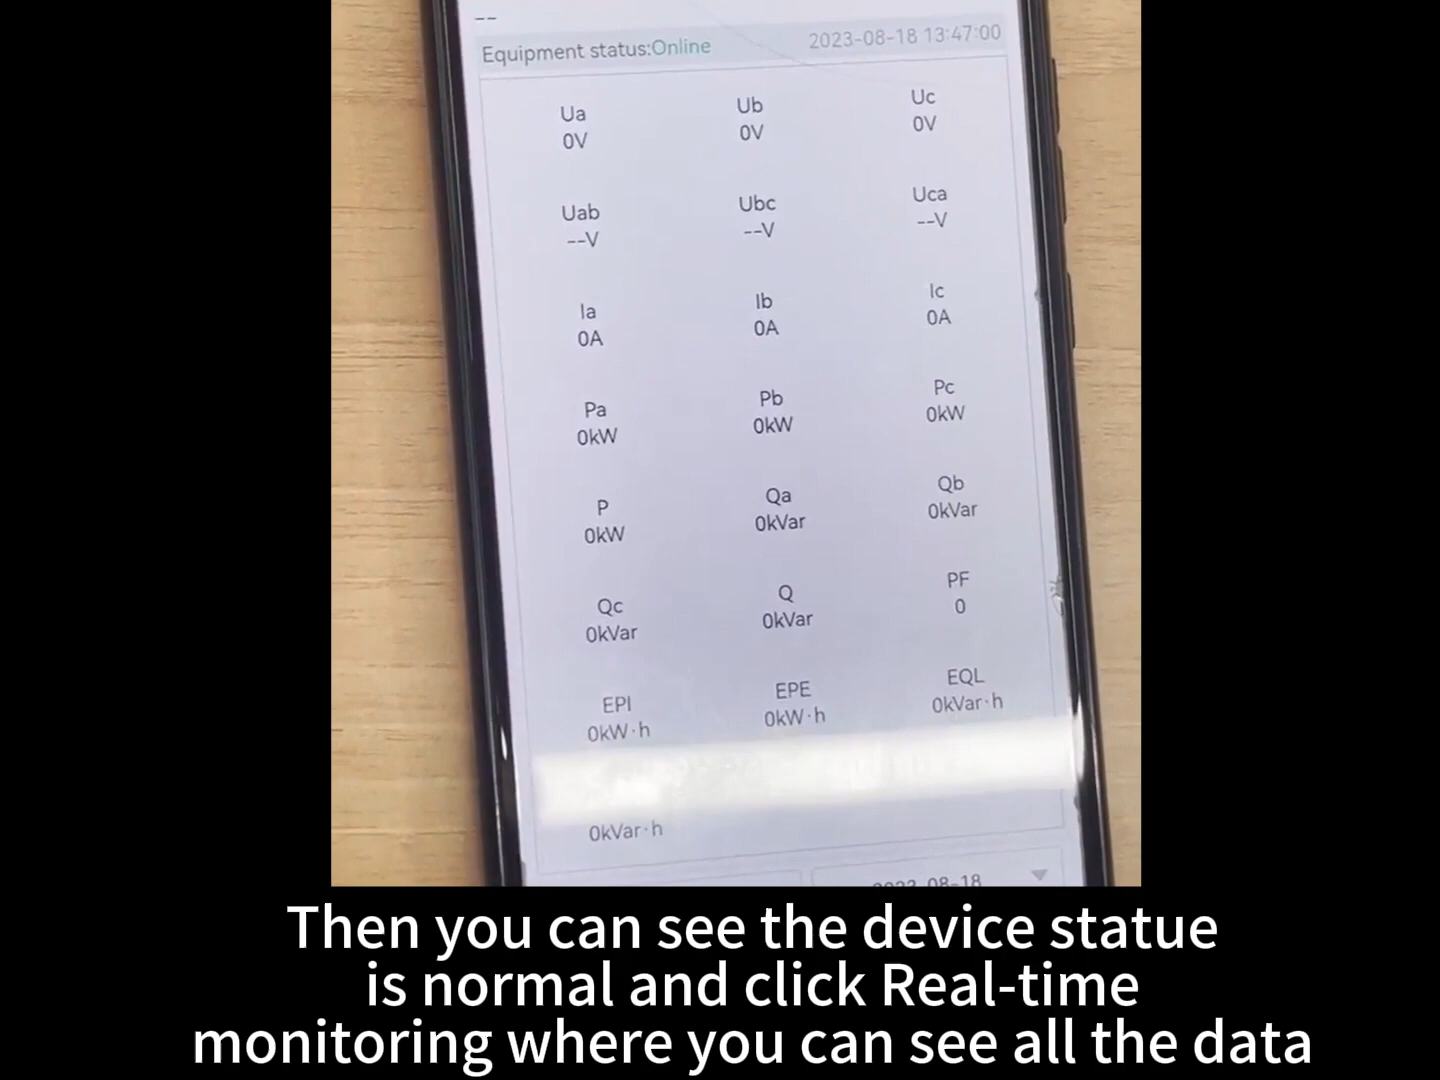 --
Equipment status:Online 2023-08-18 13:47:00
Ua Ub Uc
0V 0V 0V
Uab Ubc Uca
--V --V --V
Ia Ib Ic
0A 0A 0A
Pa Pb Pc
0kW 0kW 0kW
P Qa Qb
0kW 0kVar 0kVar
Qc Q PF
0kVar 0kVar 0
EPI EPE EQL
0kW·h 0kW·h 0kVar·h
0kVar·h
2023-08-18
Then you can see the device statue
is normal and click Real-time
monitoring where you can see all the data